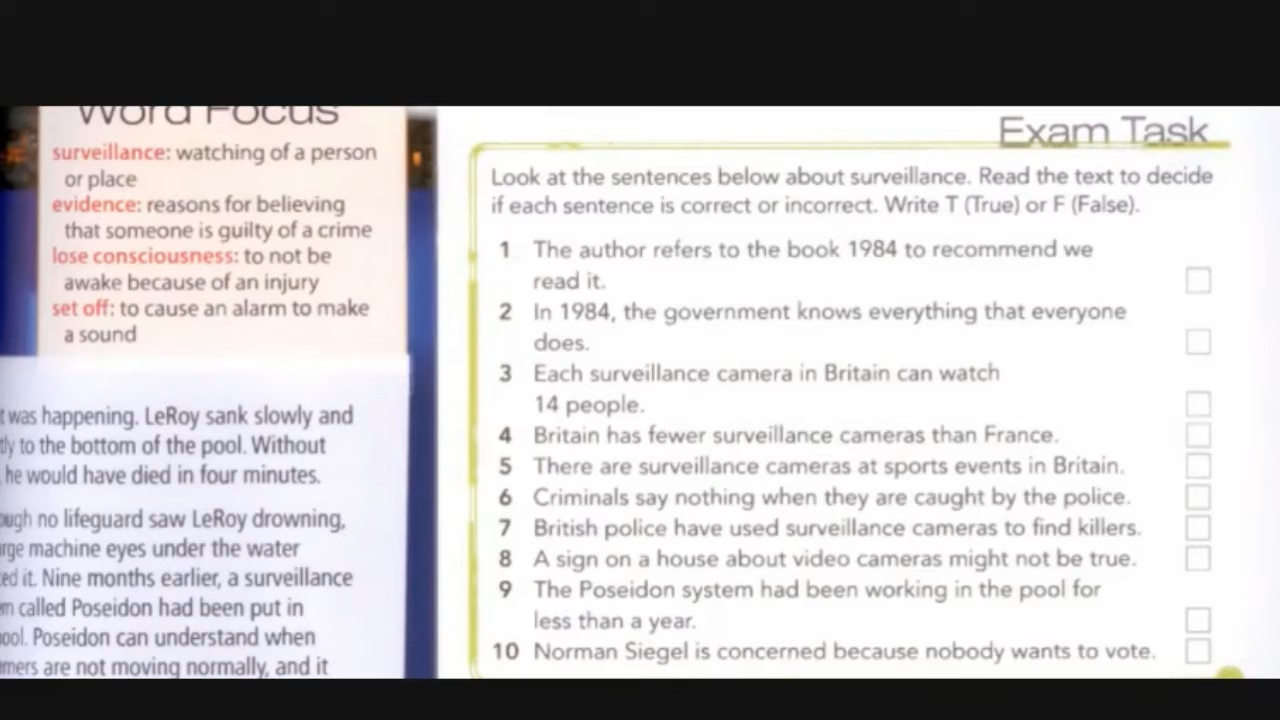 Word Focus
surveillance: watching of a person
or place
evidence: reasons for believing
that someone is guilty of a crime
lose consciousness: to not be
awake because of an injury
set off: to cause an alarm to make
a sound
was happening. LeRoy sank slowly and
to the bottom of the pool. Without
he would have died in four minutes.
no lifeguard saw LeRoy drowning,
machine eyes under the water
it. Nine months earlier, a surveillance
called Poseidon had been put in
Poseidon can understand when
are not moving normally, and it
Exam Task
Look at the sentences below about surveillance. Read the text to decide
if each sentence is correct or incorrect. Write T (True) or F (False).
1 The author refers to the book 1984 to recommend we
read it.
2 In 1984, the government knows everything that everyone
does.
3 Each surveillance camera in Britain can watch
14 people.
4 Britain has fewer surveillance cameras than France.
5 There are surveillance cameras at sports events in Britain.
6 Criminals say nothing when they are caught by the police.
7 British police have used surveillance cameras to find killers.
8 A sign on a house about video cameras might not be true.
9 The Poseidon system had been working in the pool for
less than a year.
10 Norman Siegel is concerned because nobody wants to vote.